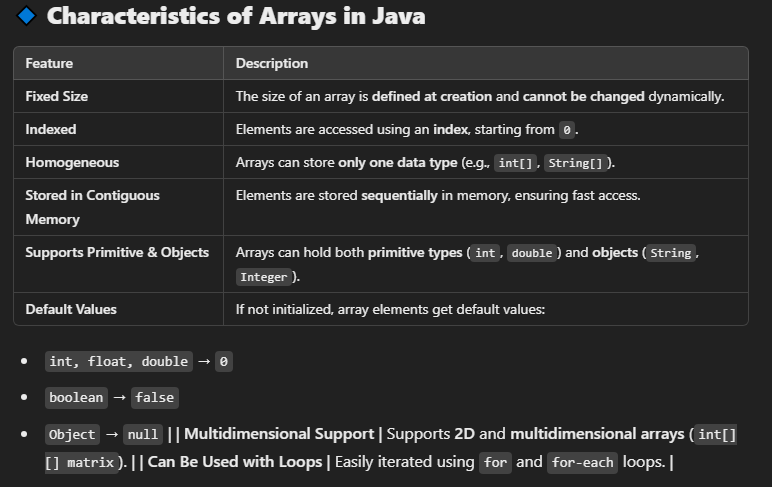 Characteristics of Arrays in Java
Feature Description
Fixed Size The size of an array is defined at creation and cannot be changed dynamically.
Indexed Elements are accessed using an index, starting from 0.
Homogeneous Arrays can store only one data type (e.g., int[], String[]).
Stored in Contiguous Elements are stored sequentially in memory, ensuring fast access.
Memory
Supports Primitive & Objects Arrays can hold both primitive types (int, double) and objects (String,
Integer).
Default Values If not initialized, array elements get default values:
• int, float, double → 0
• boolean → false
• Object → null | | Multidimensional Support | Supports 2D and multidimensional arrays (int[]
[] matrix). | | Can Be Used with Loops | Easily iterated using for and for-each loops. |